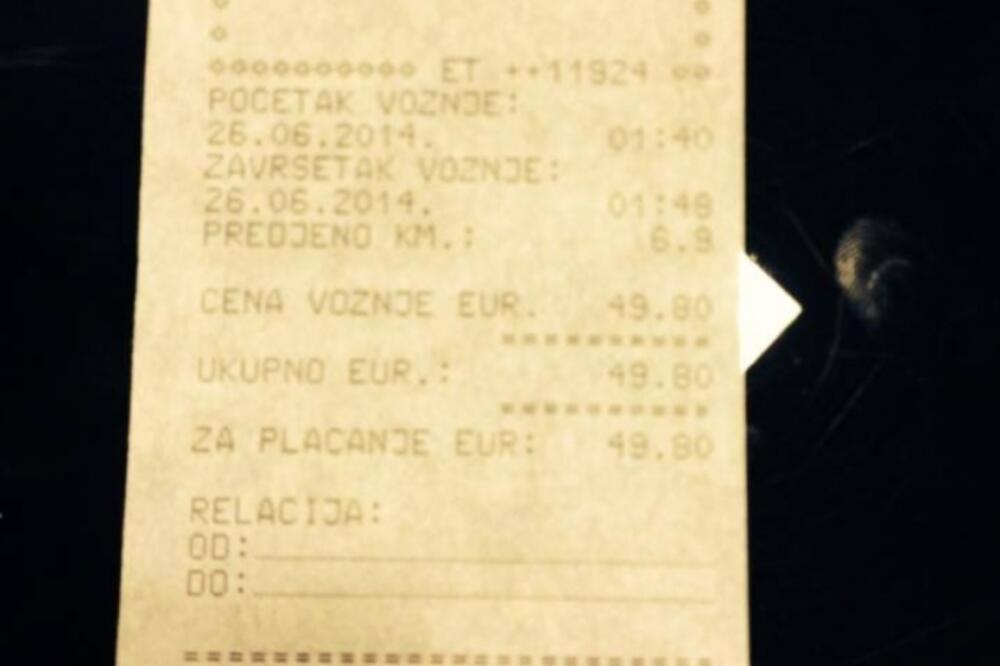 ET **11924
POCETAK VOZNJE:
26.06.2014. 01:40
ZAVRSETAK VOZNJE:
26.06.2014. 01:48
PREDJENO KM.: 6.9
CENA VOZNJE EUR. 49.80
UKUPNO EUR.: 49.80
ZA PLACANJE EUR: 49.80
RELACIJA:
OD:
DO: